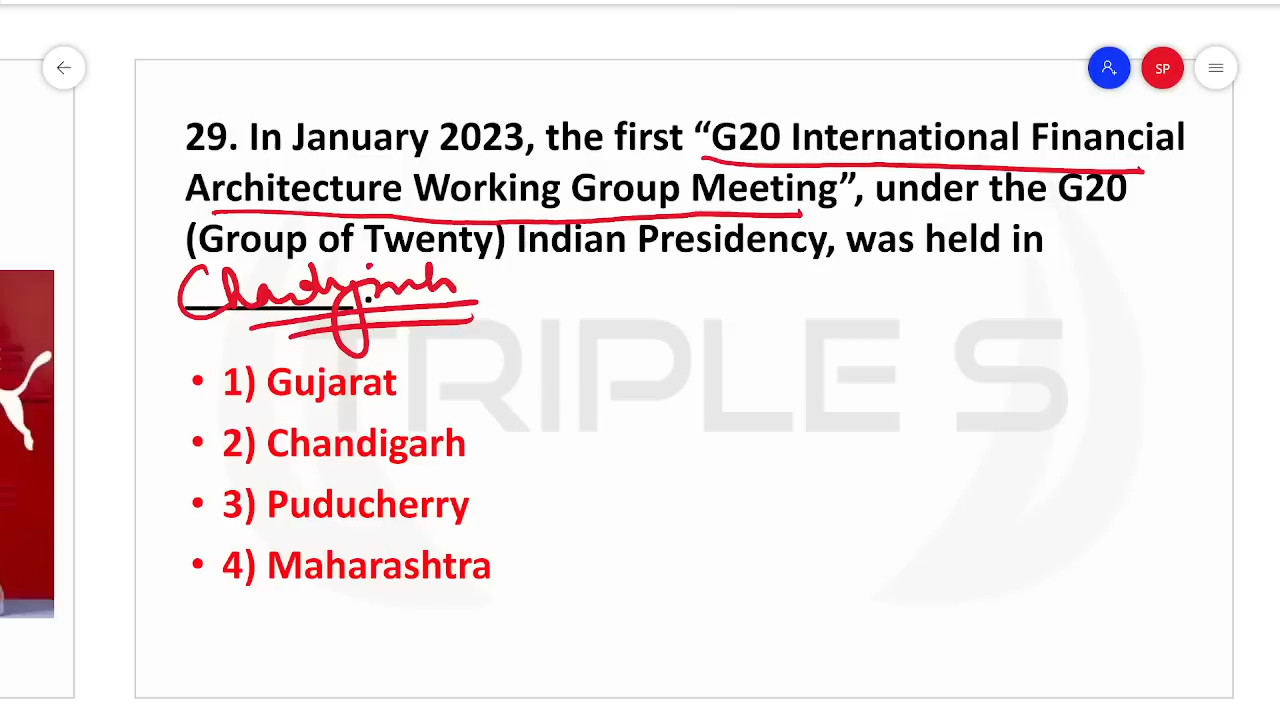 SP
29. In January 2023, the first “G20 International Financial
Architecture Working Group Meeting”, under the G20
(Group of Twenty) Indian Presidency, was held in
Chandigarh.
TRIPLE S
• 1) Gujarat
• 2) Chandigarh
• 3) Puducherry
• 4) Maharashtra